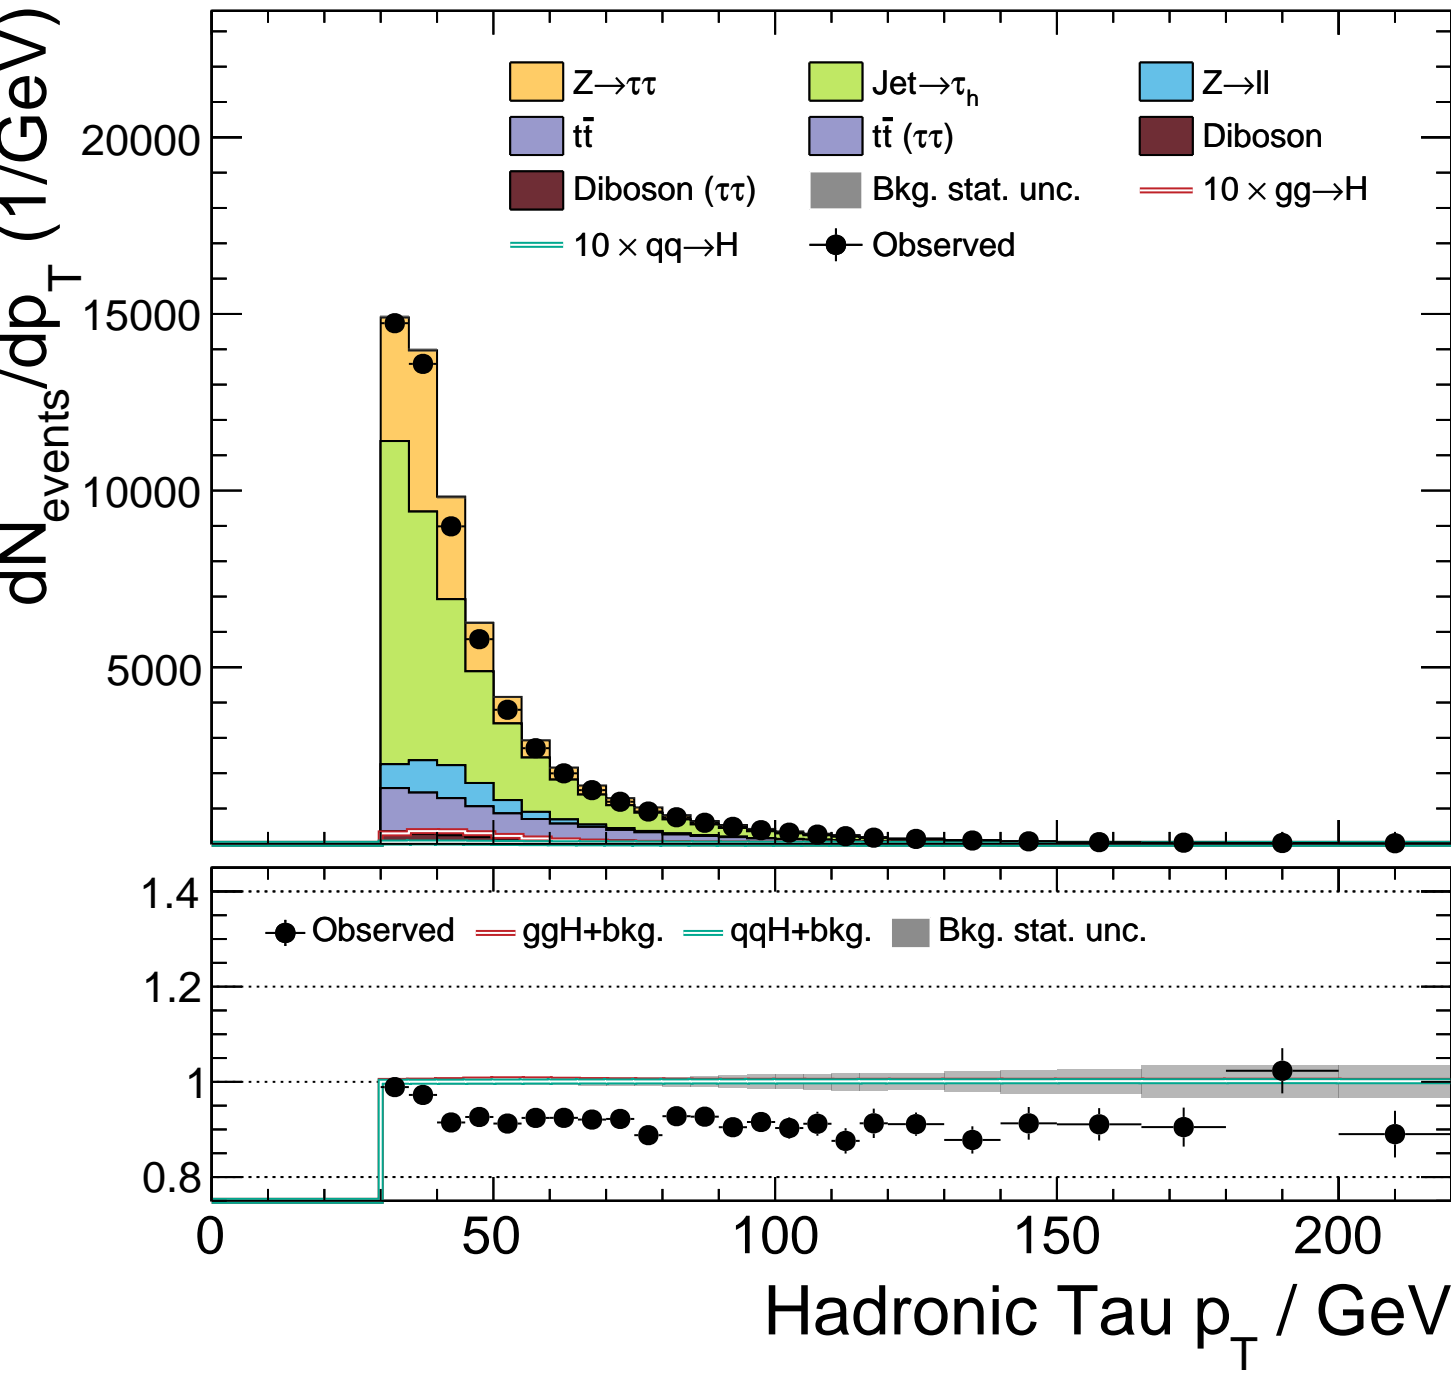 dN_events/dp_T (1/GeV)
20000
15000
10000
5000
Z→ττ Jet→τ_h Z→ll
tt̄ tt̄ (ττ) Diboson
Diboson (ττ) Bkg. stat. unc. 10 × gg→H
10 × qq→H Observed
1.4
1.2
1
0.8
Observed ggH+bkg. qqH+bkg. Bkg. stat. unc.
0 50 100 150 200
Hadronic Tau p_T / GeV